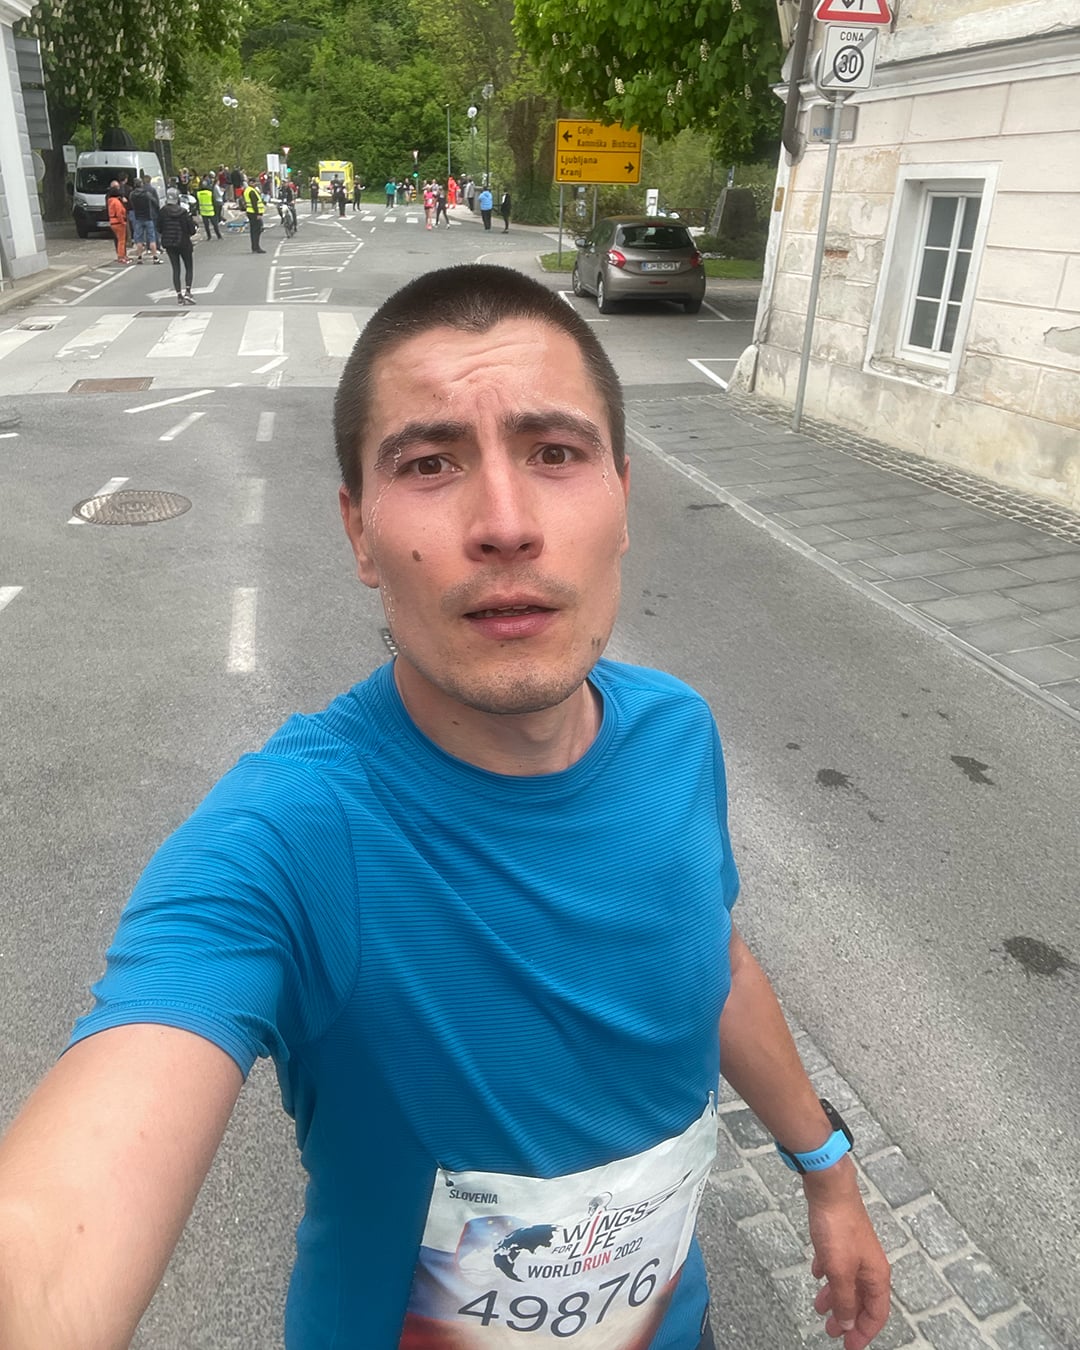 CONA
30
Celje
Kamniška Bistrica
Ljubljana
Kranj
SLOVENIA
WINGS
FOR LIFE
WORLD RUN 2022
49876